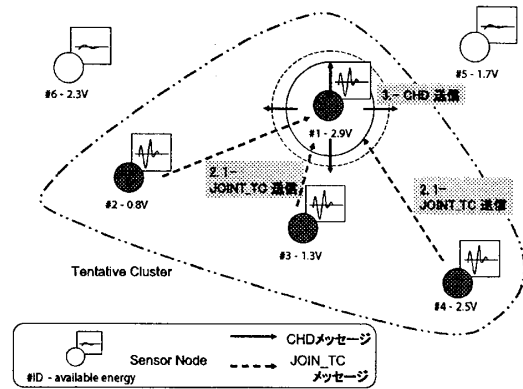 #6 - 2.3V
#5 - 1.7V
3.- CHD 送信
#1 - 2.9V
2.1-
JOINT_TC 送信
#2 - 0.8V
2.1-
JOINT_TC 送信
#3 - 1.3V
Tentative Cluster
#4 - 2.5V
CHDメッセージ
Sensor Node
JOIN_TC
メッセージ
#ID - available energy